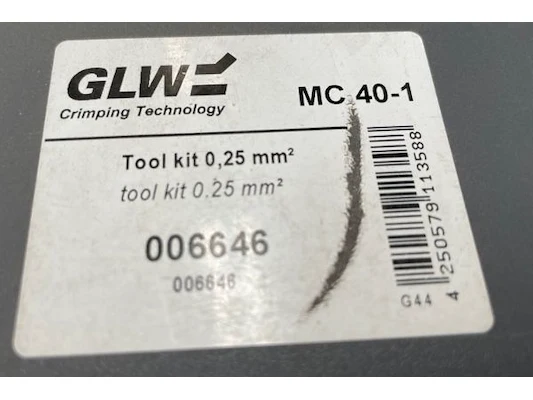 GLW
MC 40-1
Crimping Technology
Tool kit 0,25 mm²
tool kit 0.25 mm²
006646
006646
G44
4 250579 113588